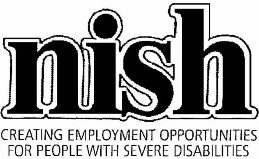 nish
CREATING EMPLOYMENT OPPORTUNITIES
FOR PEOPLE WITH SEVERE DISABILITIES